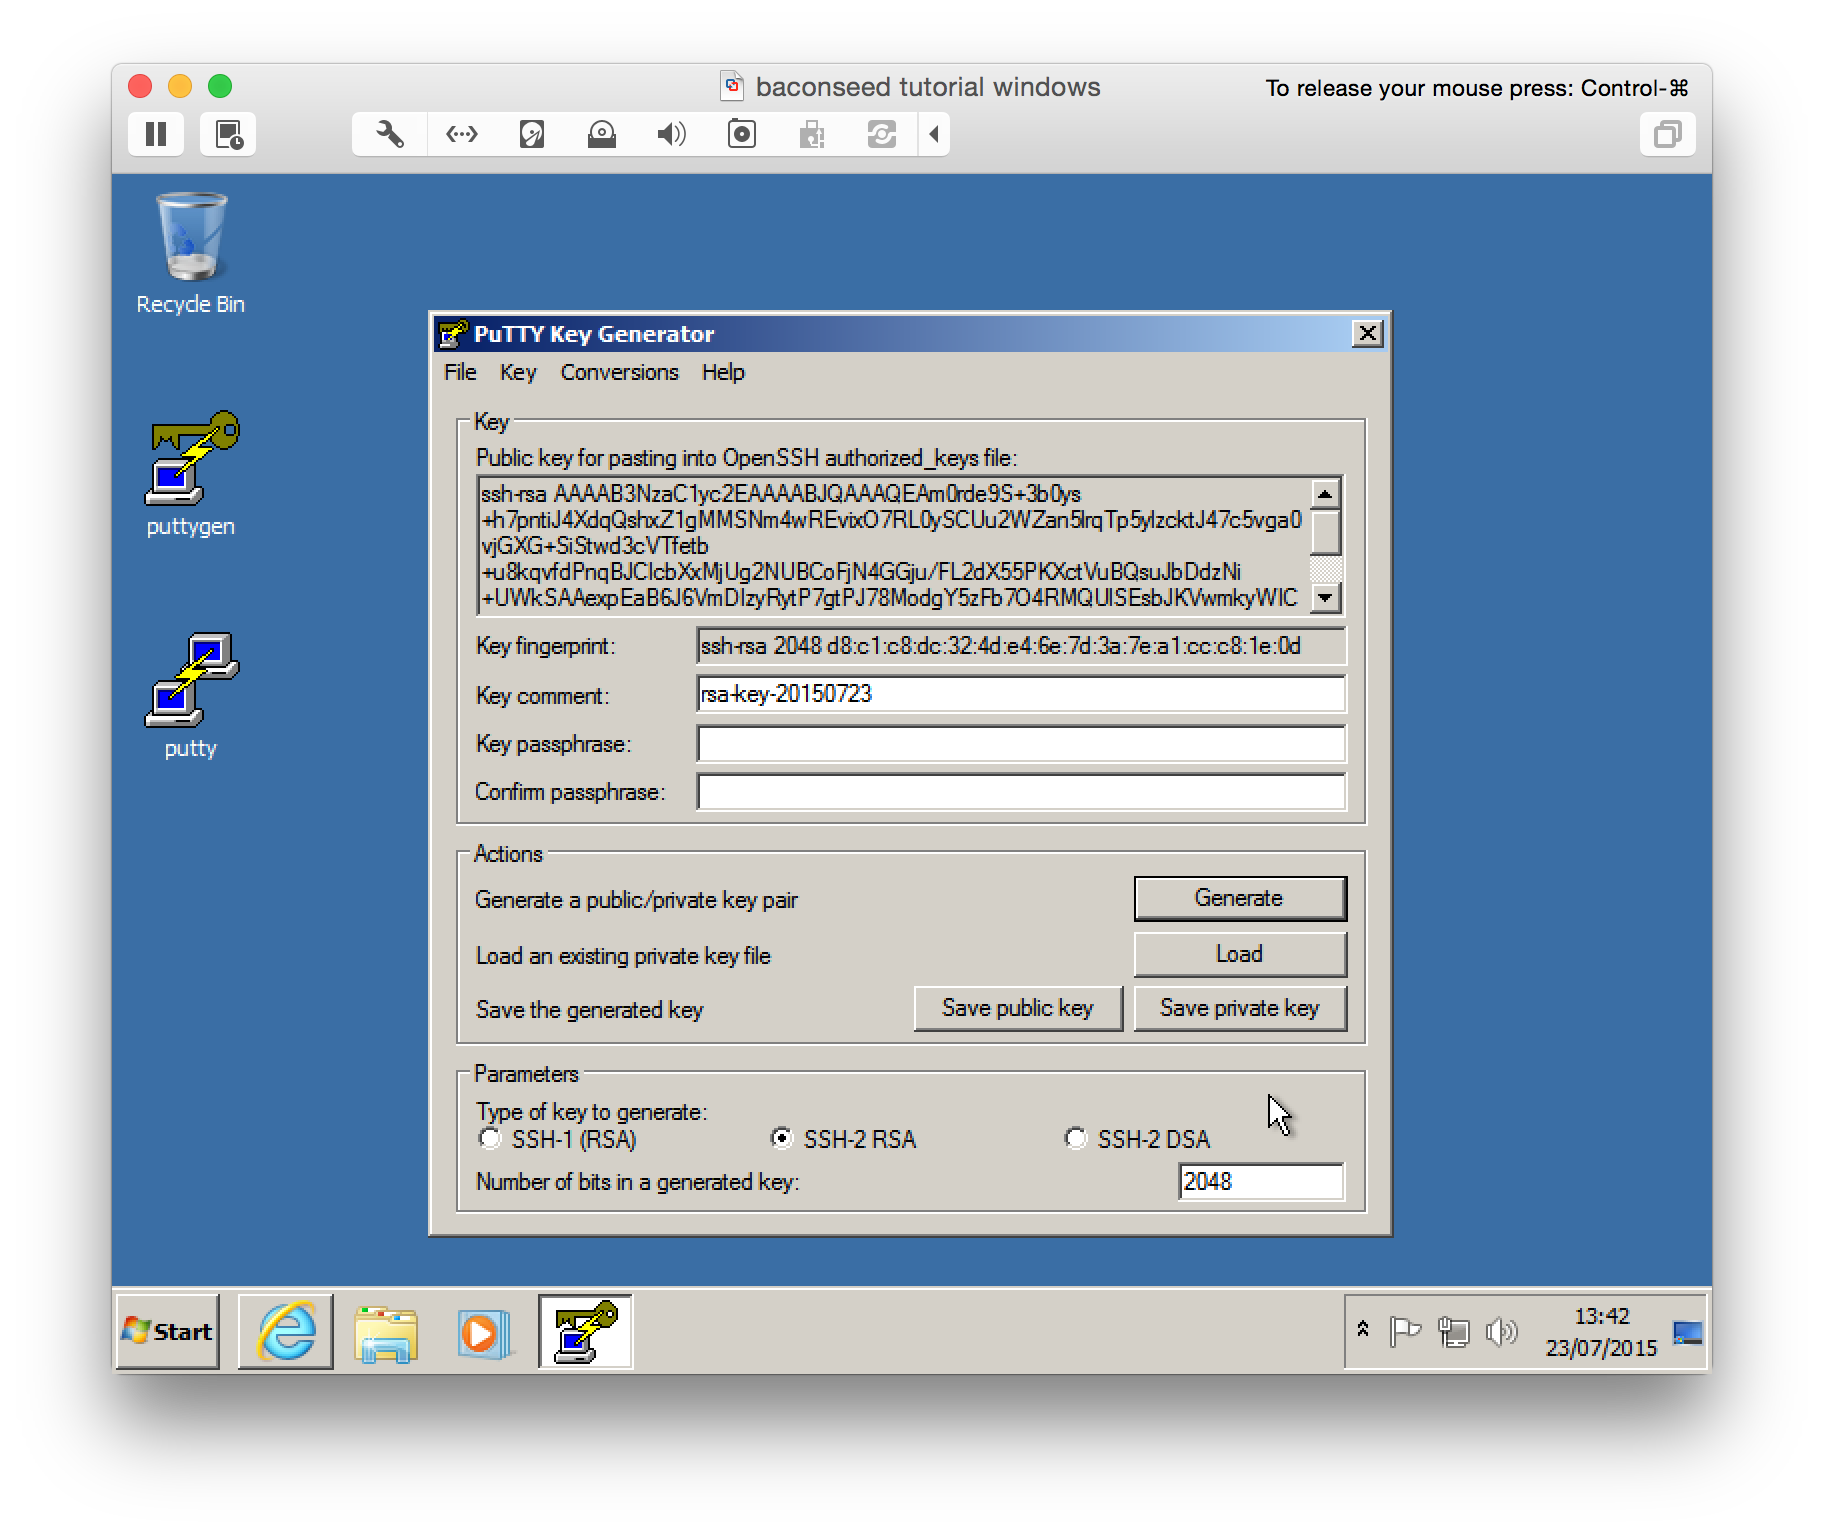 baconseed tutorial windows
To release your mouse press: Control-⌘
Recycle Bin
puttygen
putty
PuTTY Key Generator
File Key Conversions Help
Key
Public key for pasting into OpenSSH authorized_keys file:
ssh-rsa AAAAB3NzaC1yc2EAAAABJQAAAQEAm0rde9S+3b0ys
+h7pntiJ4XdqQshxZ1gMMSNm4wREvixO7RL0ySCUu2WZan5lrqTp5ylzcktJ47c5vga0
vjGXG+SiStwd3cVTfetb
+u8kqvfdPnqBJClcbXxMjUg2NUBCoFjN4GGju/FL2dX55PKXctVuBQsuJbDdzNi
+UWkSAAexpEaB6J6VmDIzyRytP7gtPJ78ModgY5zFb7O4RMQUISEsbJKVwmkyWIC
Key fingerprint:
ssh-rsa 2048 d8:c1:c8:dc:32:4d:e4:6e:7d:3a:7e:a1:cc:c8:1e:0d
Key comment:
rsa-key-20150723
Key passphrase:
Confirm passphrase:
Actions
Generate a public/private key pair
Generate
Load an existing private key file
Load
Save the generated key
Save public key
Save private key
Parameters
Type of key to generate:
SSH-1 (RSA) SSH-2 RSA SSH-2 DSA
Number of bits in a generated key:
2048
Start
13:42
23/07/2015